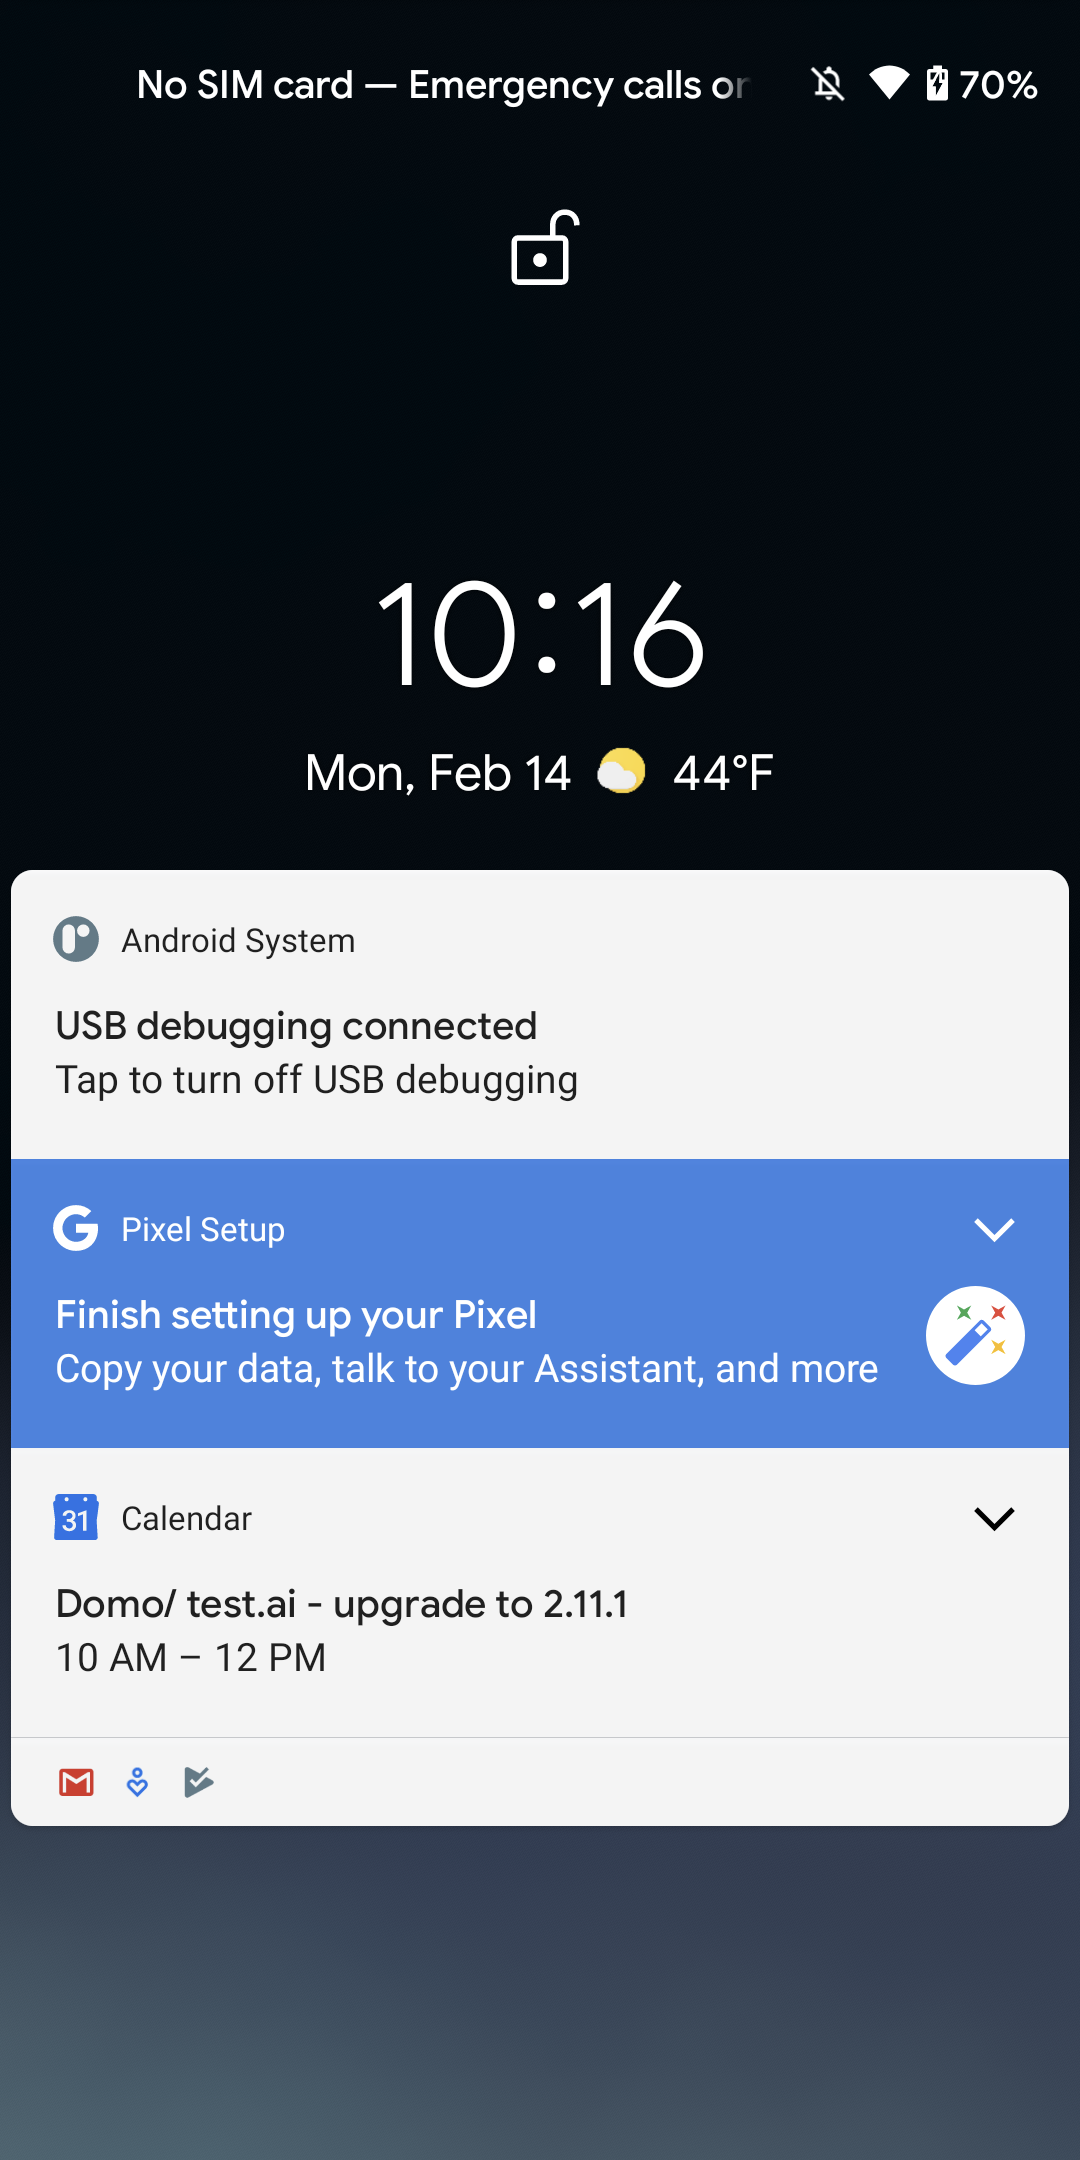 No SIM card — Emergency calls or
70%
10:16
Mon, Feb 14 44°F
Android System
USB debugging connected
Tap to turn off USB debugging
Pixel Setup
Finish setting up your Pixel
Copy your data, talk to your Assistant, and more
31 Calendar
Domo/ test.ai - upgrade to 2.11.1
10 AM – 12 PM